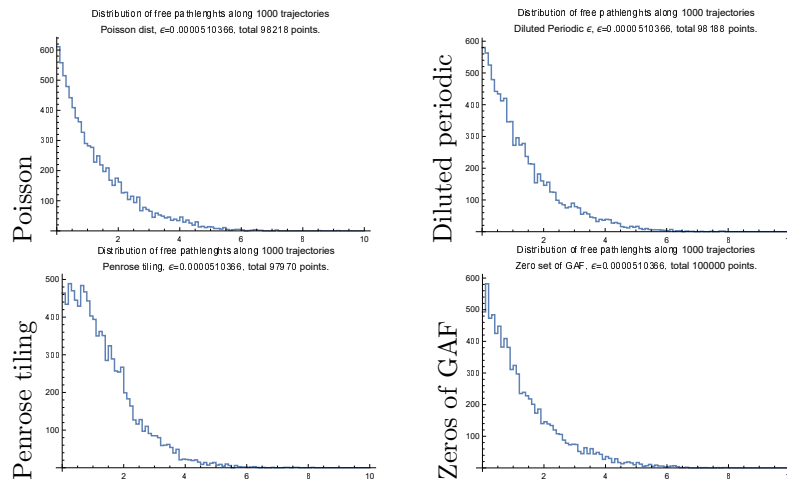 Distribution of free pathlenghts along 1000 trajectories
Poisson dist, ϵ=0.0000510366, total 98218 points.
Poisson
600
500
400
300
200
100
2 4 6 8 10
Distribution of free pathlenghts along 1000 trajectories
Diluted Periodic ϵ, ϵ=0.0000510366, total 98188 points.
Diluted periodic
600
500
400
300
200
100
2 4 6 8 10
Distribution of free pathlenghts along 1000 trajectories
Penrose tiling, ϵ=0.0000510366, total 97970 points.
Penrose tiling
500
400
300
200
100
2 4 6 8 10
Distribution of free pathlenghts along 1000 trajectories
Zero set of GAF, ϵ=0.0000510366, total 100000 points.
Zeros of GAF
600
500
400
300
200
100
2 4 6 8 10